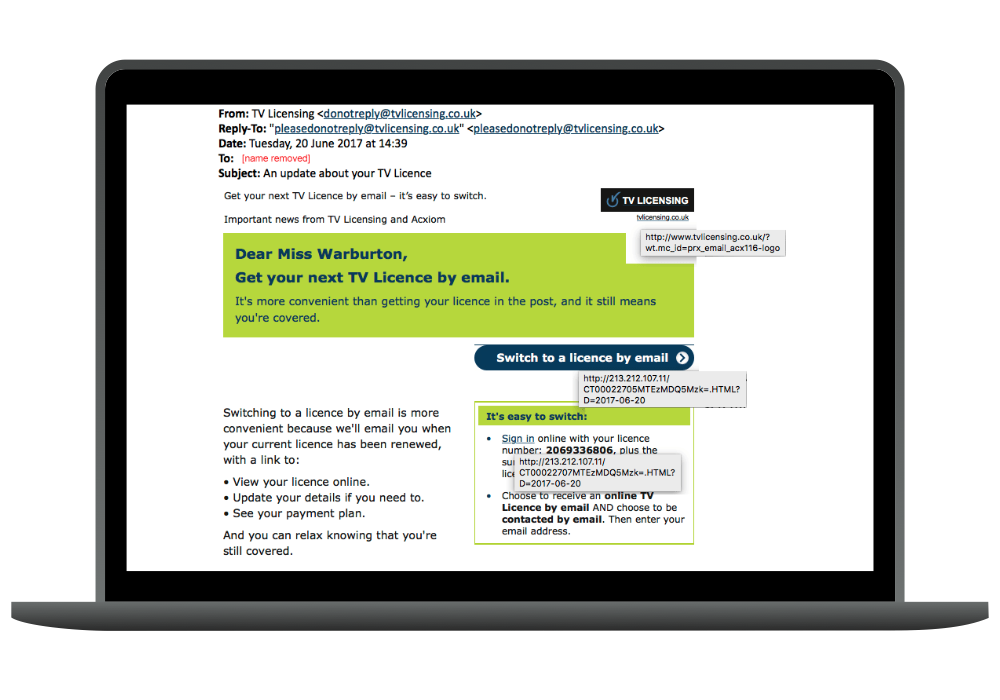 From: TV Licensing <donotreply@tvlicensing.co.uk>
Reply-To: "pleasedonotreply@tvlicensing.co.uk" <pleasedonotreply@tvlicensing.co.uk>
Date: Tuesday, 20 June 2017 at 14:39
To: [name removed]
Subject: An update about your TV Licence
Get your next TV Licence by email – it's easy to switch.
TV LICENSING
Important news from TV Licensing and Acxiom
tvlicensing.co.uk
http://www.tvlicensing.co.uk/?
wt.mc_id=prx_email_acx116-logo
Dear Miss Warburton,
Get your next TV Licence by email.
It's more convenient than getting your licence in the post, and it still means
you're covered.
Switch to a licence by email
http://213.212.107.11/
CT00022705MTEzMDQ5Mzk=.HTML?
D=2017-06-20
Switching to a licence by email is more
convenient because we'll email you when
your current licence has been renewed,
with a link to:
• View your licence online.
• Update your details if you need to.
• See your payment plan.
And you can relax knowing that you're
still covered.
It's easy to switch:
• Sign in online with your licence
number: 2069336806, plus the
http://213.212.107.11/
CT00022707MTEzMDQ5Mzk=.HTML?
D=2017-06-20
• Choose to receive an online TV
Licence by email AND choose to be
contacted by email. Then enter your
email address.